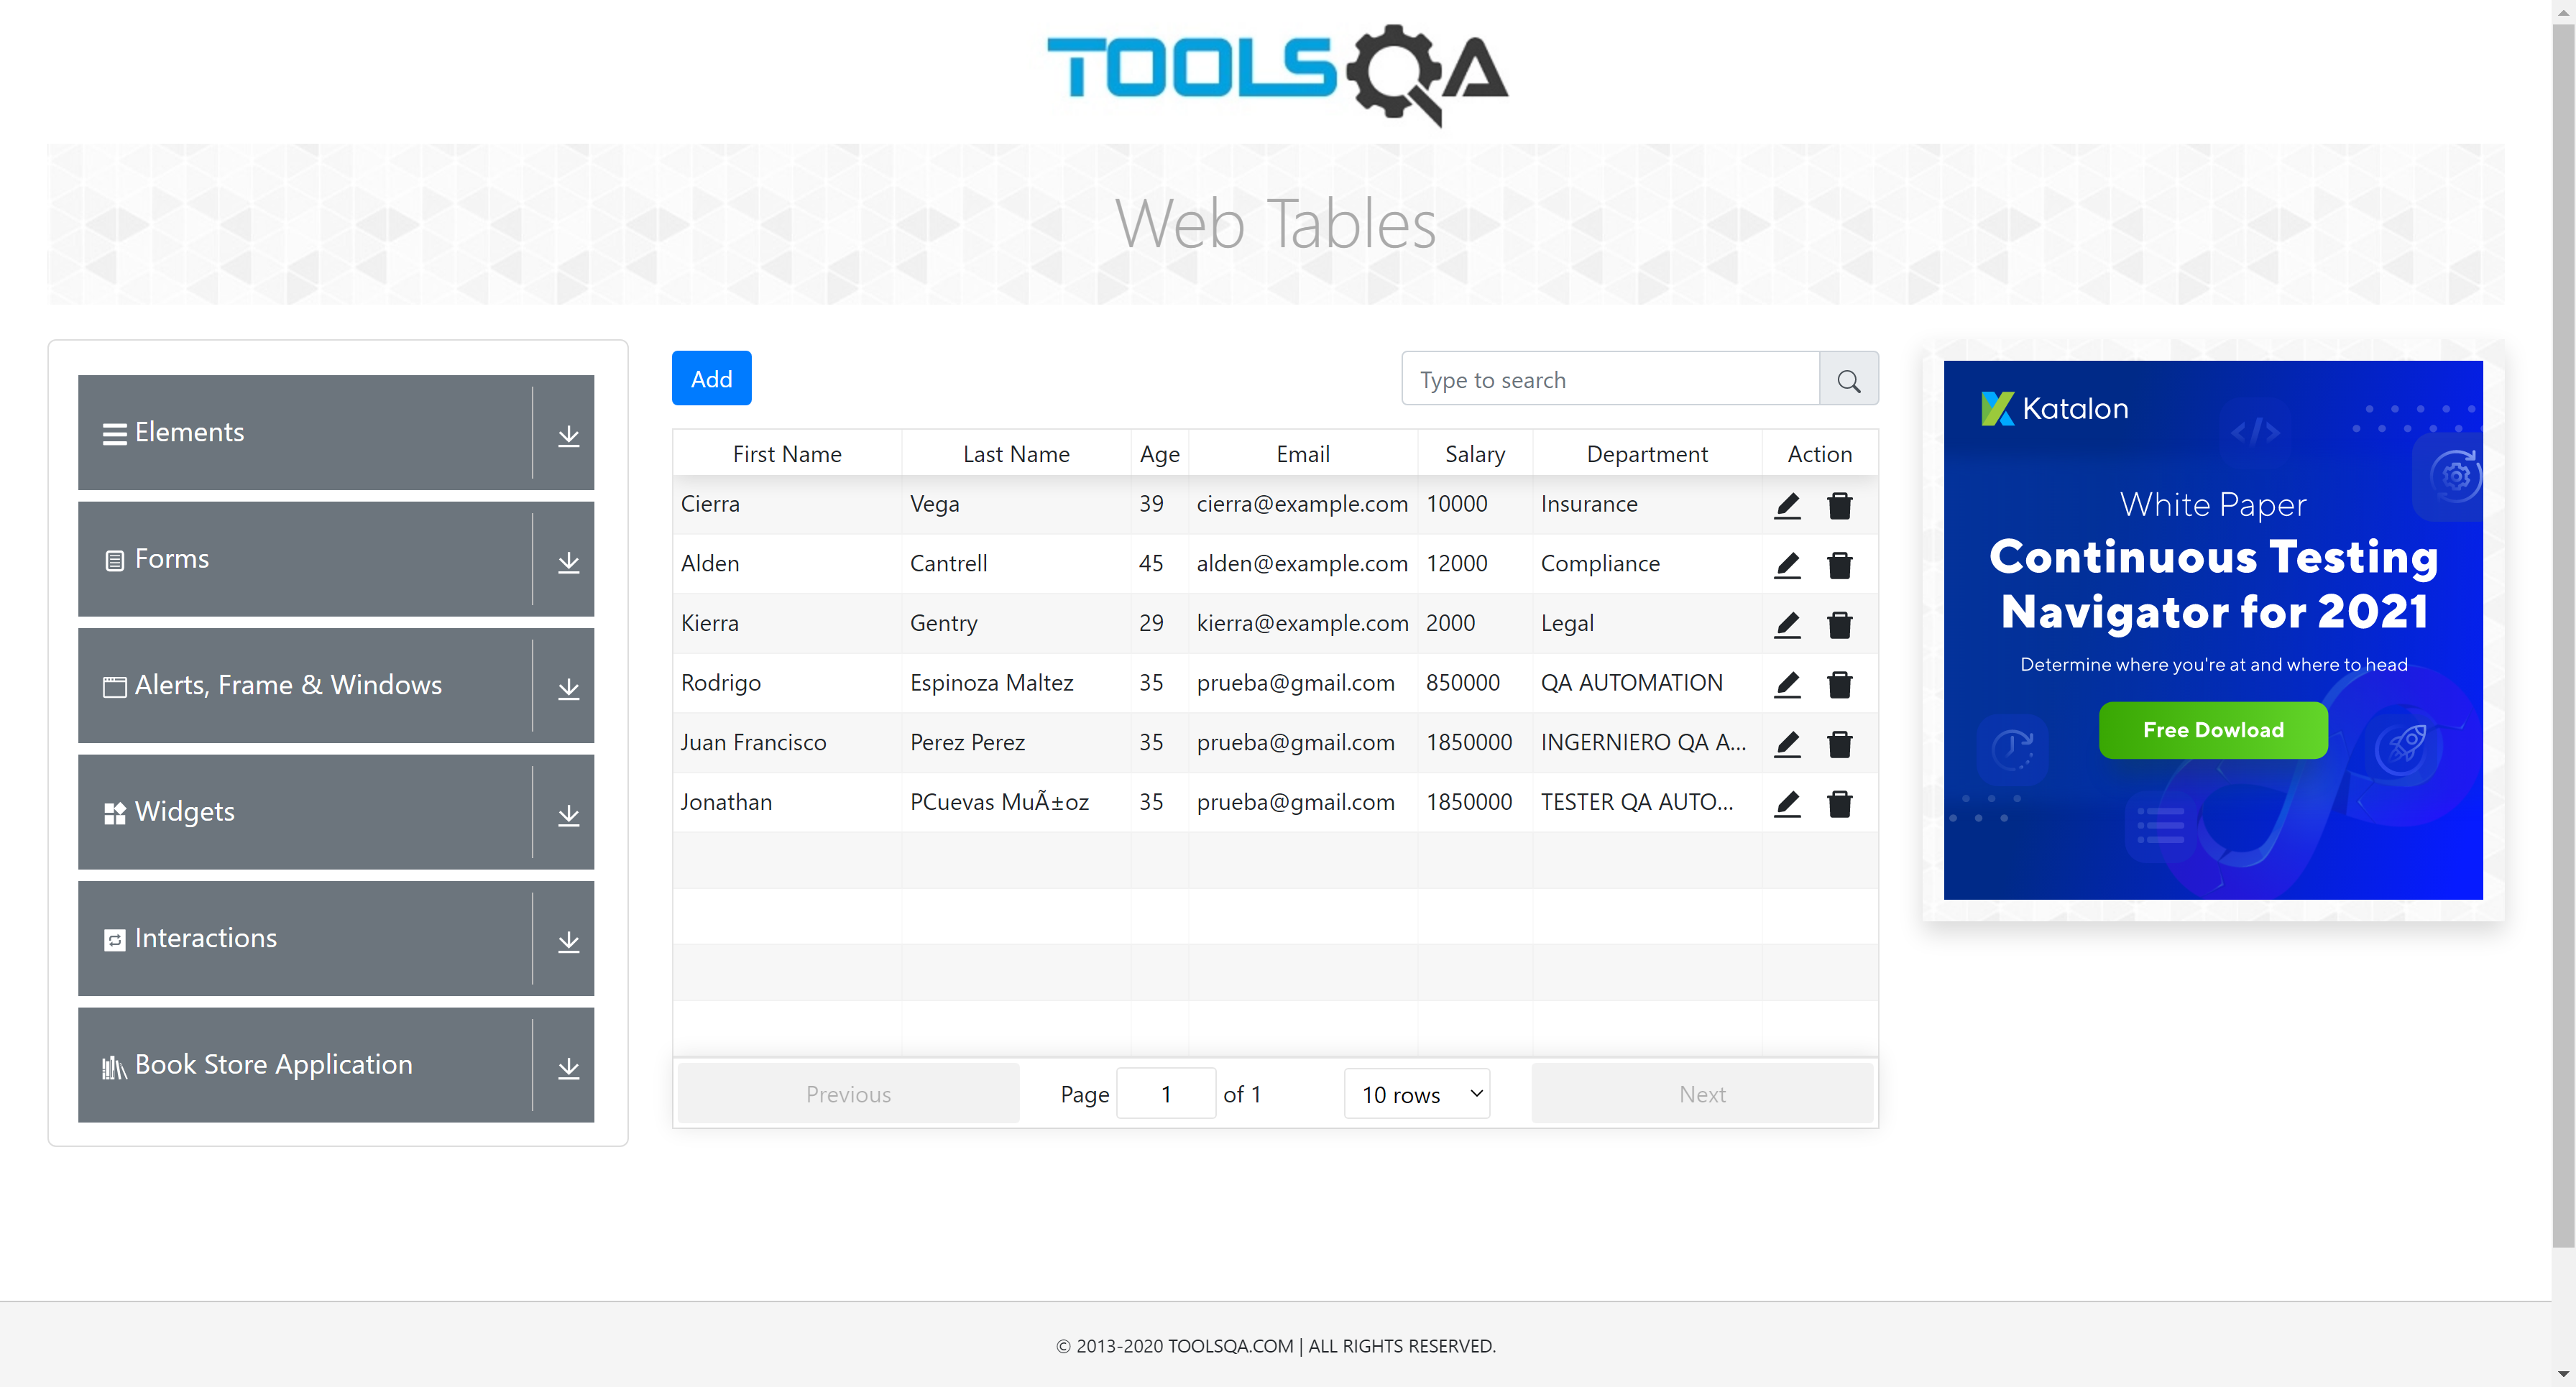 TOOLSQA
Web Tables
Elements
Forms
Alerts, Frame & Windows
Widgets
Interactions
Book Store Application
Add
Type to search
First Name Last Name Age Email Salary Department Action
Cierra Vega 39 cierra@example.com 10000 Insurance
Alden Cantrell 45 alden@example.com 12000 Compliance
Kierra Gentry 29 kierra@example.com 2000 Legal
Rodrigo Espinoza Maltez 35 prueba@gmail.com 850000 QA AUTOMATION
Juan Francisco Perez Perez 35 prueba@gmail.com 1850000 INGERNIERO QA A...
Jonathan PCuevas MuÃ±oz 35 prueba@gmail.com 1850000 TESTER QA AUTO...
Previous Page 1 of 1 10 rows Next
Katalon
</>
White Paper
Continuous Testing
Navigator for 2021
Determine where you're at and where to head
Free Dowload
© 2013-2020 TOOLSQA.COM | ALL RIGHTS RESERVED.